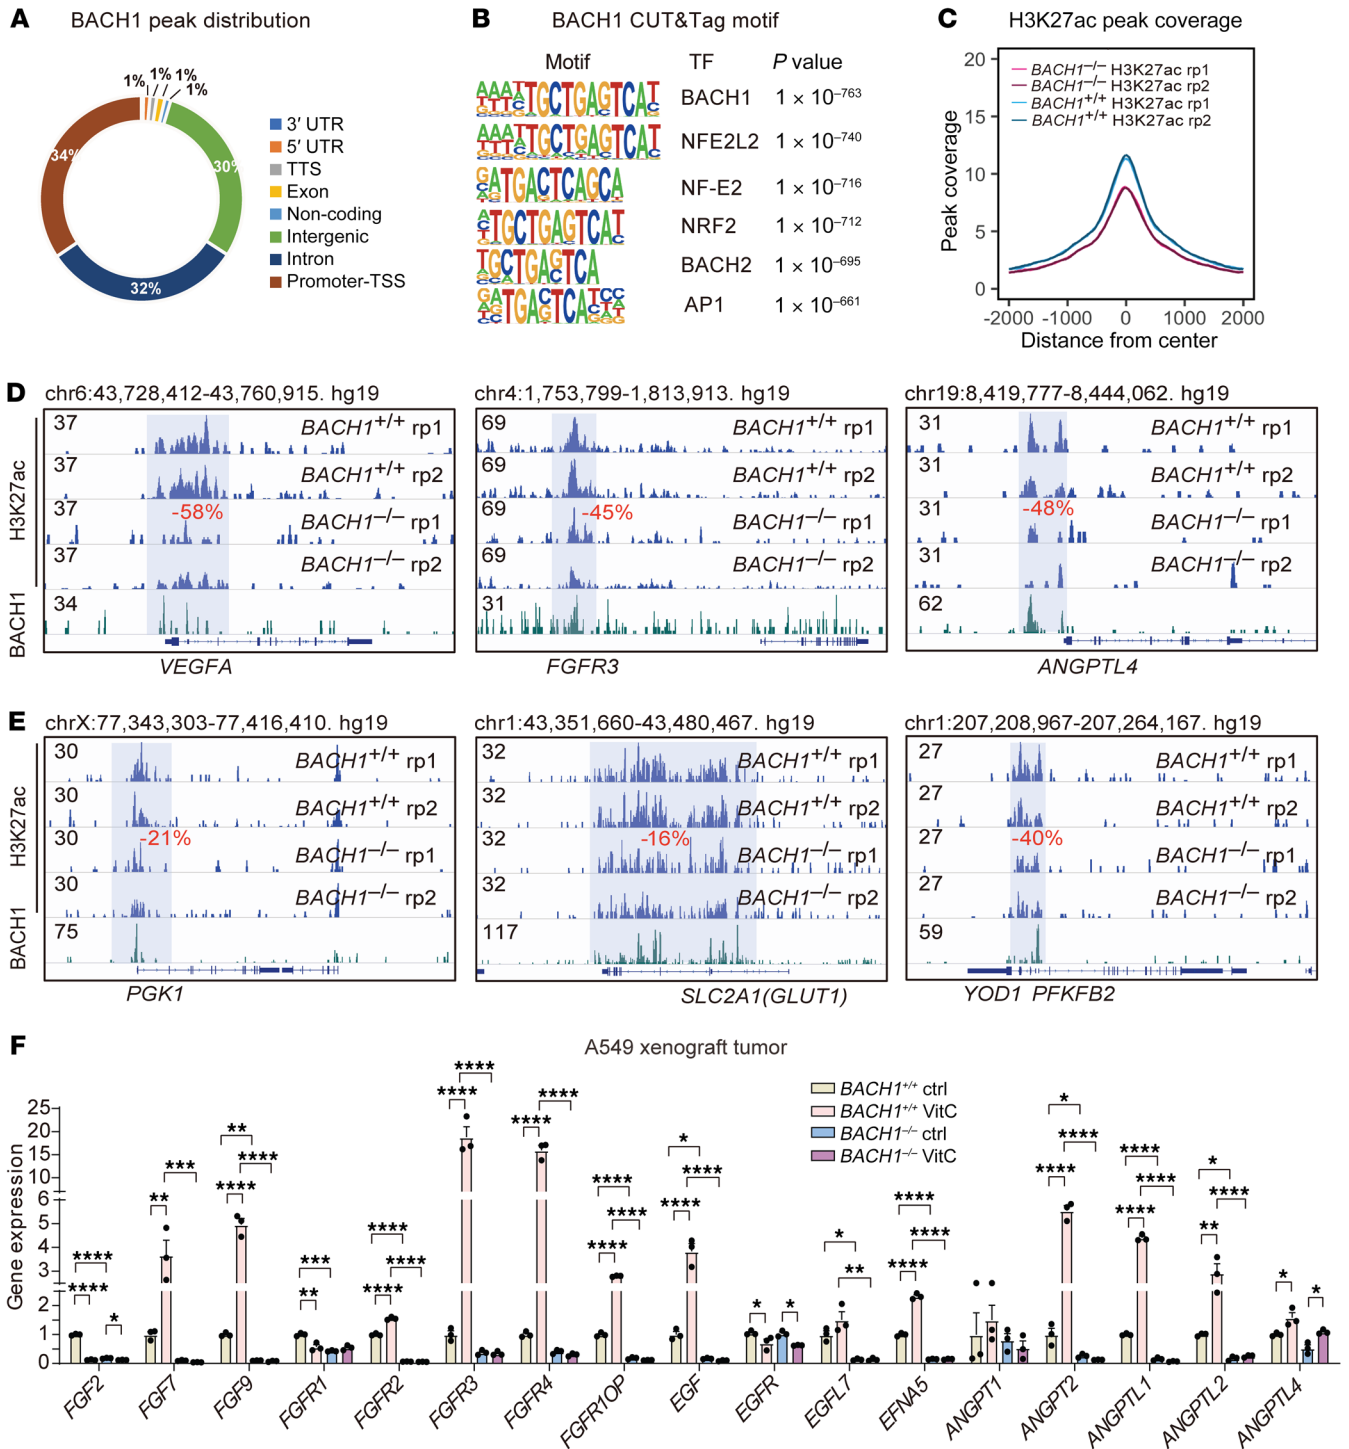 A BACH1 peak distribution
1% 1% 1% 1%
34%
30%
32%
3′ UTR
5′ UTR
TTS
Exon
Non-coding
Intergenic
Intron
Promoter-TSS
B BACH1 CUT&Tag motif
Motif TF P value
BACH1 1 × 10–763
NFE2L2 1 × 10–740
NF-E2 1 × 10–716
NRF2 1 × 10–712
BACH2 1 × 10–695
AP1 1 × 10–661
C H3K27ac peak coverage
BACH1–/– H3K27ac rp1
BACH1–/– H3K27ac rp2
BACH1+/+ H3K27ac rp1
BACH1+/+ H3K27ac rp2
Peak coverage
20
15
10
5
0
-2000 -1000 0 1000 2000
Distance from center
D
H3K27ac
BACH1
chr6:43,728,412-43,760,915. hg19
37 BACH1+/+ rp1
37 BACH1+/+ rp2
-58%
37 BACH1–/– rp1
37 BACH1–/– rp2
34
VEGFA
chr4:1,753,799-1,813,913. hg19
69 BACH1+/+ rp1
69 BACH1+/+ rp2
-45%
69 BACH1–/– rp1
69 BACH1–/– rp2
31
FGFR3
chr19:8,419,777-8,444,062. hg19
31 BACH1+/+ rp1
31 BACH1+/+ rp2
-48%
31 BACH1–/– rp1
31 BACH1–/– rp2
62
ANGPTL4
E
H3K27ac
BACH1
chrX:77,343,303-77,416,410. hg19
30 BACH1+/+ rp1
30 BACH1+/+ rp2
-21%
30 BACH1–/– rp1
30 BACH1–/– rp2
75
PGK1
chr1:43,351,660-43,480,467. hg19
32 BACH1+/+ rp1
32 BACH1+/+ rp2
-16%
32 BACH1–/– rp1
32 BACH1–/– rp2
117
SLC2A1(GLUT1)
chr1:207,208,967-207,264,167. hg19
27 BACH1+/+ rp1
27 BACH1+/+ rp2
-40%
27 BACH1–/– rp1
27 BACH1–/– rp2
59
YOD1 PFKFB2
F A549 xenograft tumor
BACH1+/+ ctrl
BACH1+/+ VitC
BACH1–/– ctrl
BACH1–/– VitC
Gene expression
25
20
15
10
6
5
4
3
2
1
0
**** **** *
** ***
** **** ****
*** **
**** **** ****
**** ****
**** ****
**** **** ****
* **** ****
* *
* **
**** **** ****
* **** ****
**** **** ****
* **** **
* *
FGF2 FGF7 FGF9 FGFR1 FGFR2 FGFR3 FGFR4 FGFR1OP EGF EGFR EGFL7 EFNA5 ANGPT1 ANGPT2 ANGPTL1 ANGPTL2 ANGPTL4